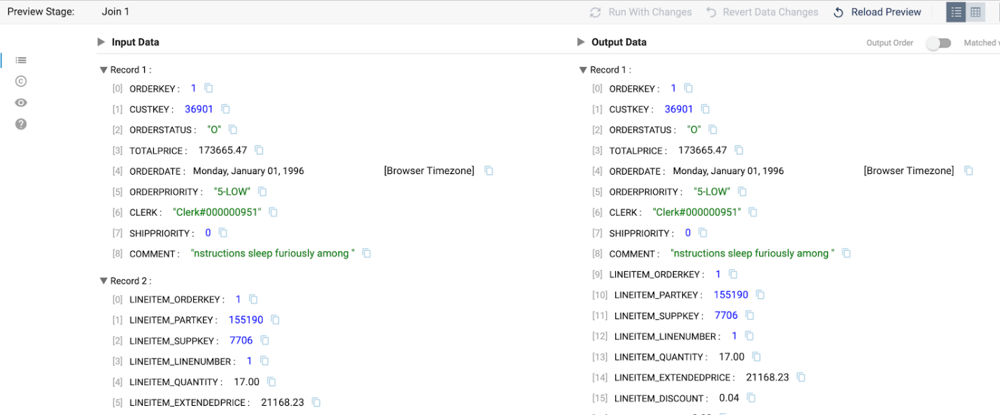 Preview Stage: Join 1 Run With Changes Revert Data Changes Reload Preview
Input Data
Record 1 :
[0] ORDERKEY : 1
[1] CUSTKEY : 36901
[2] ORDERSTATUS : "O"
[3] TOTALPRICE : 173665.47
[4] ORDERDATE : Monday, January 01, 1996 [Browser Timezone]
[5] ORDERPRIORITY : "5-LOW"
[6] CLERK : "Clerk#000000951"
[7] SHIPPRIORITY : 0
[8] COMMENT : "nstructions sleep furiously among "
Record 2 :
[0] LINEITEM_ORDERKEY : 1
[1] LINEITEM_PARTKEY : 155190
[2] LINEITEM_SUPPKEY : 7706
[3] LINEITEM_LINENUMBER : 1
[4] LINEITEM_QUANTITY : 17.00
[5] LINEITEM_EXTENDEDPRICE : 21168.23
Output Data Output Order Matched
Record 1 :
[0] ORDERKEY : 1
[1] CUSTKEY : 36901
[2] ORDERSTATUS : "O"
[3] TOTALPRICE : 173665.47
[4] ORDERDATE : Monday, January 01, 1996 [Browser Timezone]
[5] ORDERPRIORITY : "5-LOW"
[6] CLERK : "Clerk#000000951"
[7] SHIPPRIORITY : 0
[8] COMMENT : "nstructions sleep furiously among "
[9] LINEITEM_ORDERKEY : 1
[10] LINEITEM_PARTKEY : 155190
[11] LINEITEM_SUPPKEY : 7706
[12] LINEITEM_LINENUMBER : 1
[13] LINEITEM_QUANTITY : 17.00
[14] LINEITEM_EXTENDEDPRICE : 21168.23
[15] LINEITEM_DISCOUNT : 0.04